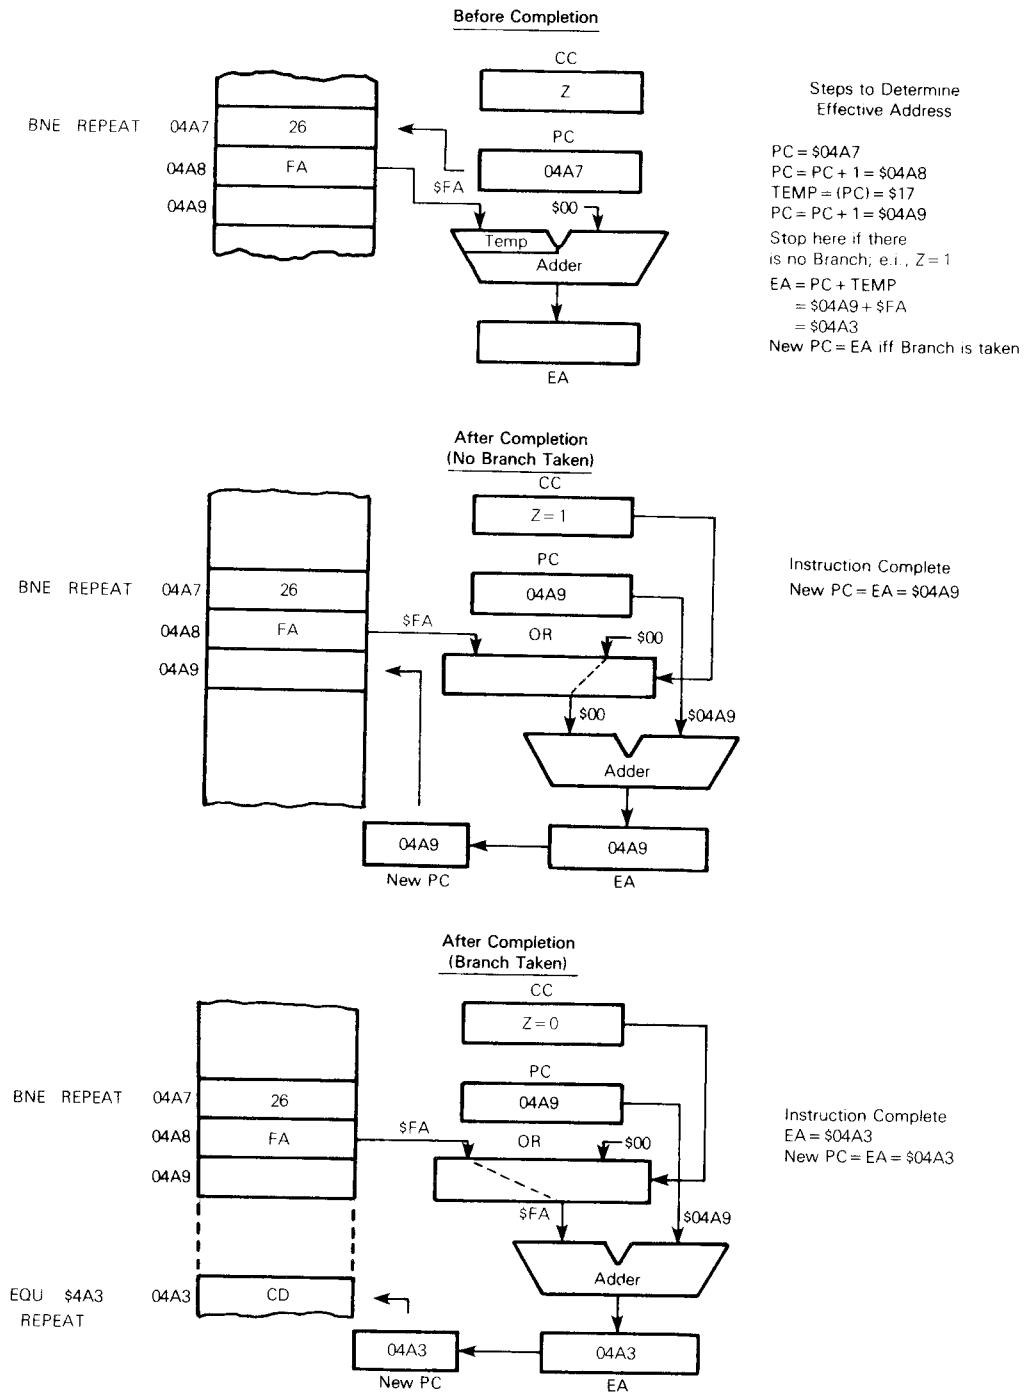 Before Completion
CC
Z
PC
BNE REPEAT 04A7 26
04A8 FA
04A9
$FA
04A7
$00
Temp
Adder
EA
Steps to Determine
Effective Address
PC = $04A7
PC = PC + 1 = $04A8
TEMP = (PC) = $17
PC = PC + 1 = $04A9
Stop here if there
is no Branch; e.i., Z = 1
EA = PC + TEMP
= $04A9 + $FA
= $04A3
New PC = EA iff Branch is taken
After Completion
(No Branch Taken)
CC
Z = 1
PC
BNE REPEAT 04A7 26
04A9
04A8 FA
$FA
OR
$00
04A9
$00
$04A9
Adder
04A9
New PC
04A9
EA
Instruction Complete
New PC = EA = $04A9
After Completion
(Branch Taken)
CC
Z = 0
PC
BNE REPEAT 04A7 26
04A9
04A8 FA
$FA
OR
$00
04A9
$FA
$04A9
Adder
EQU $4A3 04A3 CD
REPEAT
04A3
New PC
04A3
EA
Instruction Complete
EA = $04A3
New PC = EA = $04A3